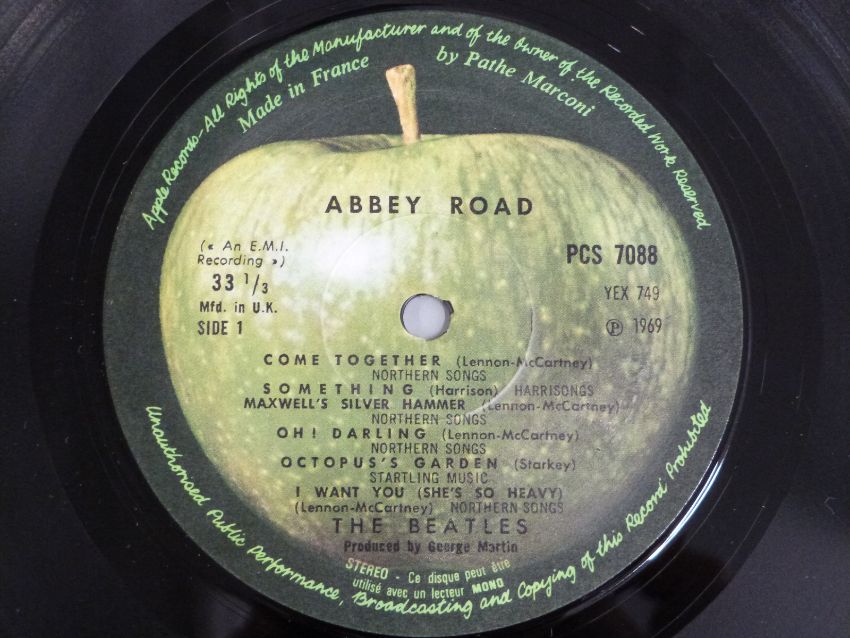 Apple Records - All Rights of the Manufacturer and of the Owner of the Recorded Work Reserved
Made in France by Pathe Marconi
ABBEY ROAD
(« An E.M.I.
Recording »)
33 1/3
Mfd. in U.K.
SIDE 1
PCS 7088
YEX 749
Ⓟ 1969
COME TOGETHER (Lennon-McCartney)
NORTHERN SONGS
SOMETHING (Harrison) HARRISONGS
MAXWELL'S SILVER HAMMER (Lennon-McCartney)
NORTHERN SONGS
OH! DARLING (Lennon-McCartney)
NORTHERN SONGS
OCTOPUS'S GARDEN (Starkey)
STARTLING MUSIC
I WANT YOU (SHE'S SO HEAVY)
(Lennon-McCartney) NORTHERN SONGS
THE BEATLES
Produced by George Martin
STEREO - Ce disque peut être
utilisé avec un lecteur MONO
Unauthorised Public Performance, Broadcasting and Copying of this Record Prohibited